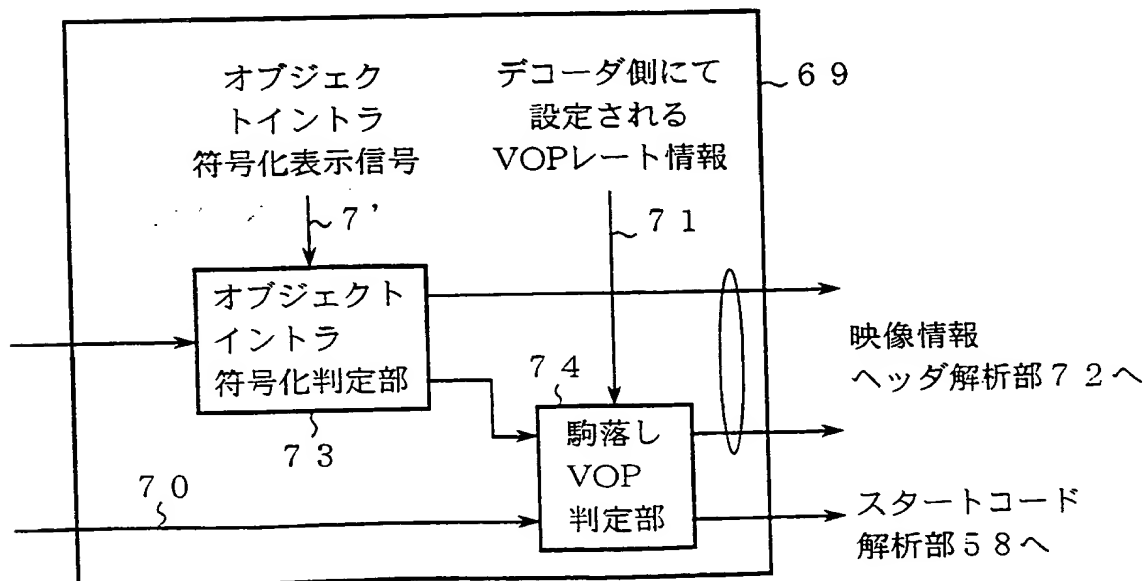 オブジェク
トイントラ
符号化表示信号
デコーダ側にて
設定される
VOPレート情報
６９
７'
７１
オブジェクト
イントラ
符号化判定部
７３
７４
駒落し
VOP
判定部
７０
映像情報
ヘッダ解析部７２へ
スタートコード
解析部５８へ